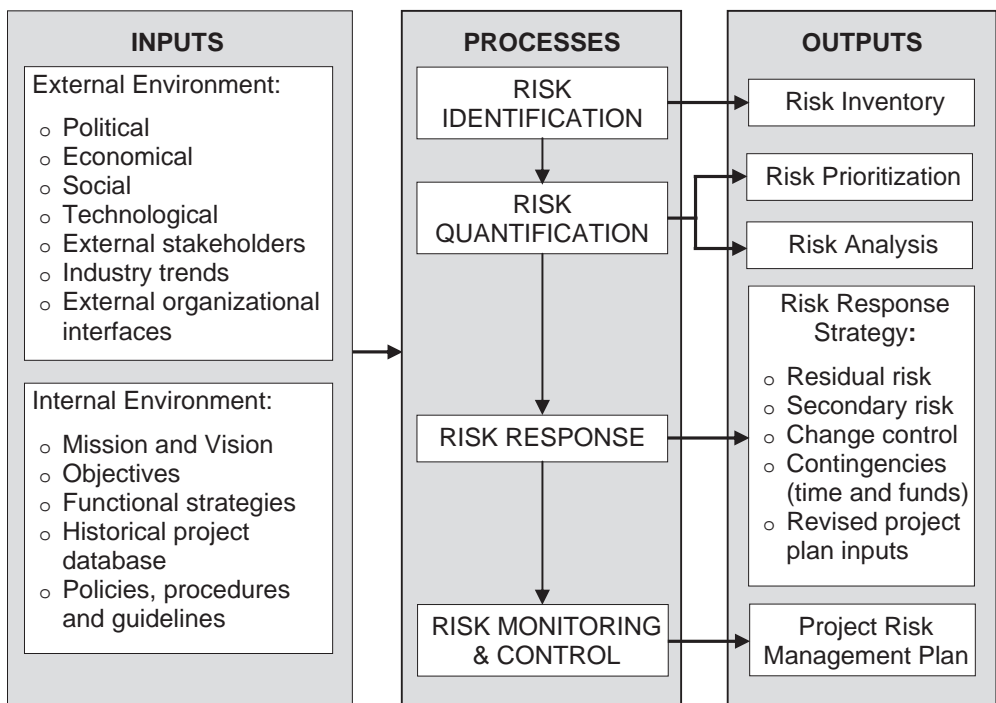 INPUTS
External Environment:
o Political
o Economical
o Social
o Technological
o External stakeholders
o Industry trends
o External organizational
interfaces
Internal Environment:
o Mission and Vision
o Objectives
o Functional strategies
o Historical project
database
o Policies, procedures
and guidelines
PROCESSES
RISK
IDENTIFICATION
RISK
QUANTIFICATION
RISK RESPONSE
RISK MONITORING
& CONTROL
OUTPUTS
Risk Inventory
Risk Prioritization
Risk Analysis
Risk Response
Strategy:
o Residual risk
o Secondary risk
o Change control
o Contingencies
(time and funds)
o Revised project
plan inputs
Project Risk
Management Plan